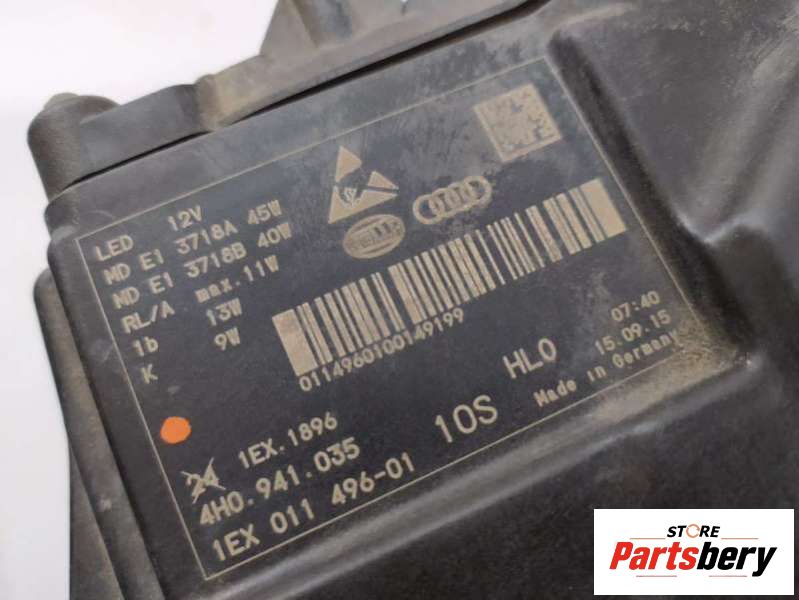 LED 12V
MD E1 3718A 45W
MD E1 3718B 40W
RL/A max.11W
1b 13W
K 9W
HELLA
01149600100149199
07:40
15.09.15
HL0
Made in Germany
10S
1EX.1896
24
4H0.941.035
1EX 011 496-01
STORE
Partsbery